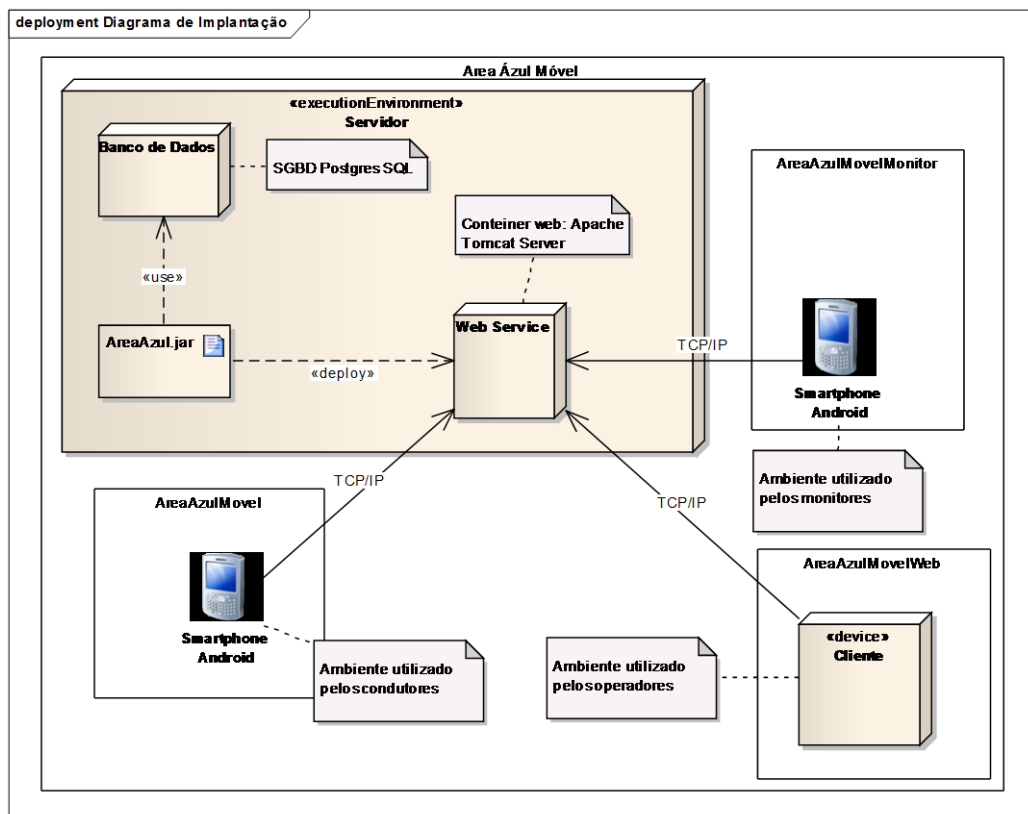 deployment Diagrama de Implantação
Area Ázul Móvel
«executionEnvironment»
Servidor
Banco de Dados
SGBD Postgres SQL
Conteiner web: Apache
Tomcat Server
«use»
AreaAzul.jar
«deploy»
Web Service
TCP/IP
AreaAzulMovelMonitor
Smartphone
Android
Ambiente utilizado
pelos monitores
TCP/IP
TCP/IP
AreaAzulMovel
Smartphone
Android
Ambiente utilizado
pelos condutores
Ambiente utilizado
pelos operadores
AreaAzulMovelWeb
«device»
Cliente